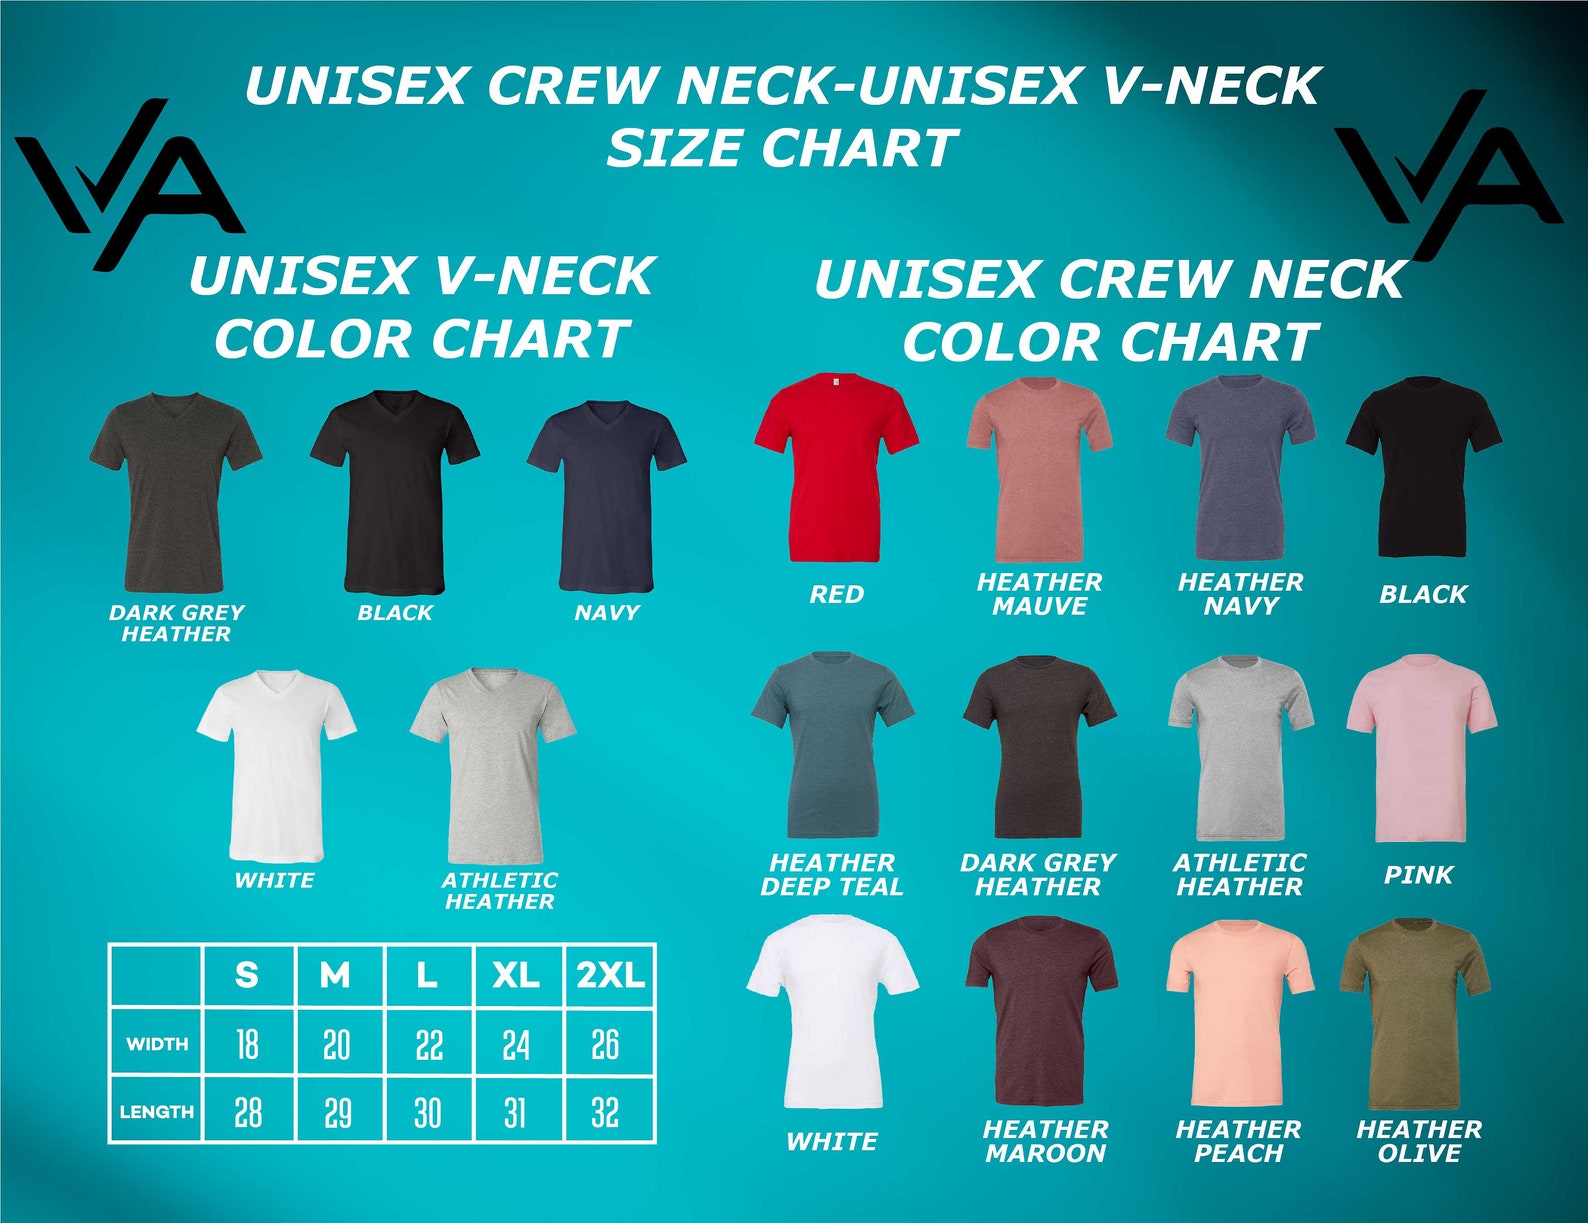 UNISEX CREW NECK-UNISEX V-NECK
SIZE CHART
VA
VA
UNISEX V-NECK
COLOR CHART
DARK GREY
HEATHER
BLACK
NAVY
WHITE
ATHLETIC
HEATHER
S M L XL 2XL
WIDTH 18 20 22 24 26
LENGTH 28 29 30 31 32
UNISEX CREW NECK
COLOR CHART
RED
HEATHER
MAUVE
HEATHER
NAVY
BLACK
HEATHER
DEEP TEAL
DARK GREY
HEATHER
ATHLETIC
HEATHER
PINK
WHITE
HEATHER
MAROON
HEATHER
PEACH
HEATHER
OLIVE